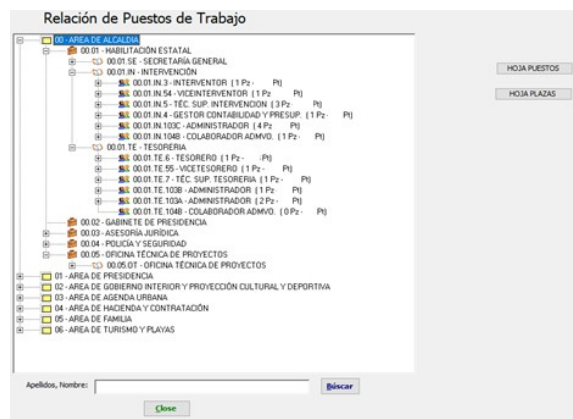 Relación de Puestos de Trabajo
00 - AREA DE ALCALDIA
00.01 - HABILITACIÓN ESTATAL
00.01.SE - SECRETARÍA GENERAL
00.01.IN - INTERVENCIÓN
00.01.IN.3 - INTERVENTOR ( 1 Pz - Pt)
00.01.IN.54 - VICEINTERVENTOR ( 1 Pz - Pt)
00.01.IN.5 - TÉC. SUP. INTERVENCION ( 3 Pz - Pt)
00.01.IN.4 - GESTOR CONTABILIDAD Y PRESUP. ( 1 Pz - Pt)
00.01.IN.103C - ADMINISTRADOR ( 4 Pz Pt)
00.01.IN.104B - COLABORADOR ADMVO. ( 1 Pz - Pt)
00.01.TE - TESORERIA
00.01.TE.6 - TESORERO ( 1 Pz - Pt)
00.01.TE.55 - VICETESORERO ( 1 Pz - Pt)
00.01.TE.7 - TÉC. SUP. TESORERIA ( 1 Pz - Pt)
00.01.TE.103B - ADMINISTRADOR ( 1 Pz - Pt)
00.01.TE.103A - ADMINISTRADOR ( 2 Pz - Pt)
00.01.TE.104B - COLABORADOR ADMVO. ( 0 Pz - Pt)
00.02 - GABINETE DE PRESIDENCIA
00.03 - ASESORÍA JURÍDICA
00.04 - POLICÍA Y SEGURIDAD
00.05 - OFICINA TÉCNICA DE PROYECTOS
00.05.OT - OFICINA TÉCNICA DE PROYECTOS
01 - AREA DE PRESIDENCIA
02 - AREA DE GOBIERNO INTERIOR Y PROYECCIÓN CULTURAL Y DEPORTIVA
03 - AREA DE AGENDA URBANA
04 - AREA DE HACIENDA Y CONTRATACIÓN
05 - AREA DE FAMILIA
06 - AREA DE TURISMO Y PLAYAS
HOJA PUESTOS
HOJA PLAZAS
Apellidos, Nombre:
Búscar
Close